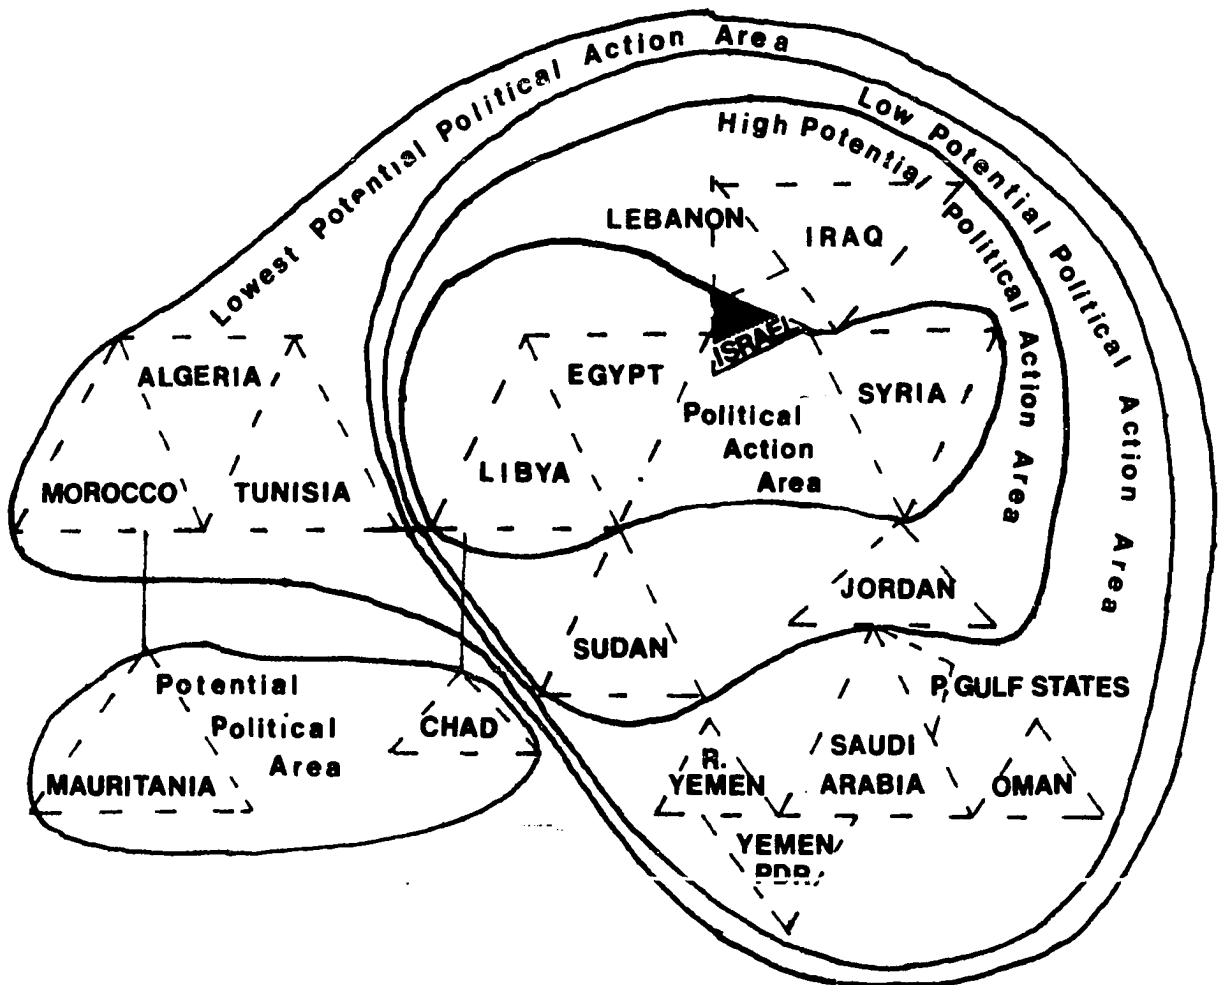 Lowest Potential Political Action Area
Low Potential Political Action Area
High Potential Political Action Area
LEBANON
IRAQ
ISRAEL
ALGERIA
EGYPT
SYRIA
Political
Action
Area
LIBYA
MOROCCO
TUNISIA
JORDAN
SUDAN
Potential
Political
Area
P. GULF STATES
CHAD
SAUDI
ARABIA
R.
YEMEN
OMAN
MAURITANIA
YEMEN
PDR